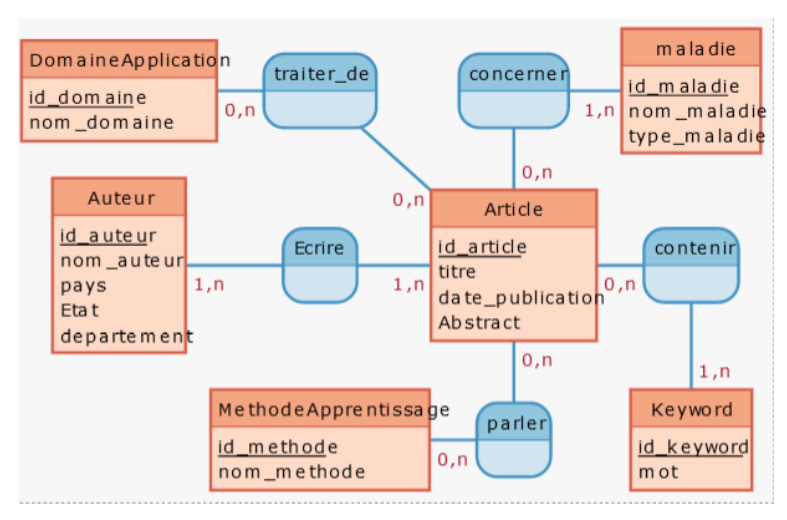 DomaineApplication
id_domaine
nom_domaine
0,n
traiter_de
0,n
concerner
1,n
0,n
maladie
id_maladie
nom_maladie
type_maladie
Auteur
id_auteur
nom_auteur
pays
Etat
departement
1,n
Ecrire
1,n
Article
id_article
titre
date_publication
Abstract
0,n
contenir
1,n
0,n
MethodeApprentissage
id_methode
nom_methode
0,n
parler
Keyword
id_keyword
mot